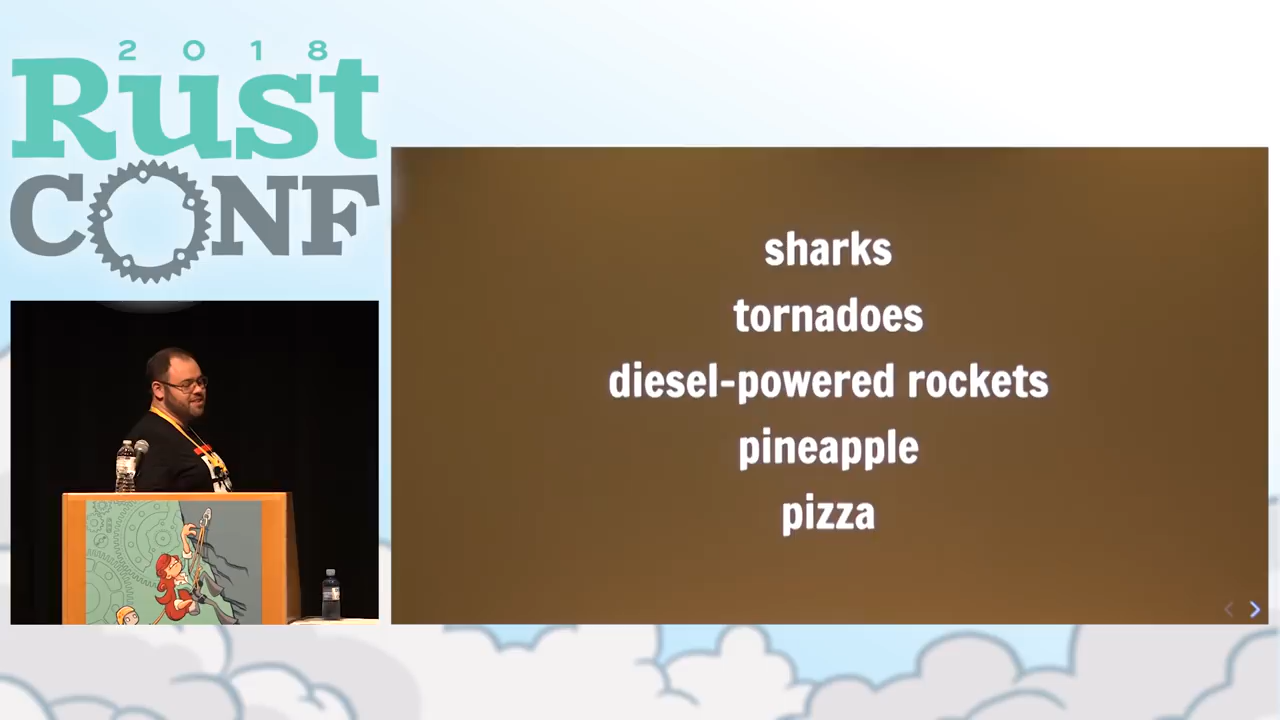 2018
Rust
CONF
sharks
tornadoes
diesel-powered rockets
pineapple
pizza